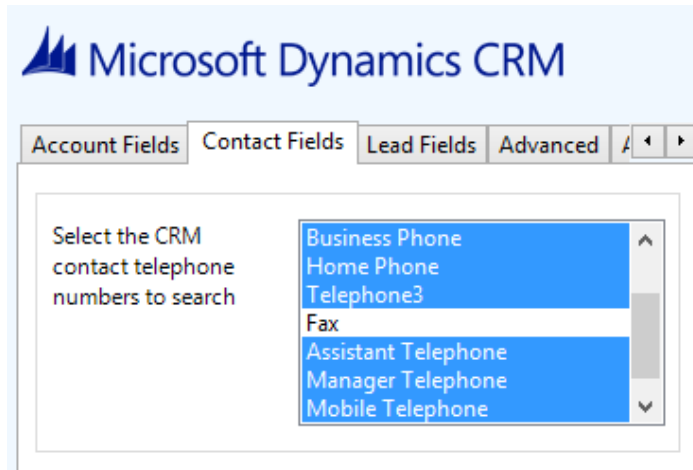 Microsoft Dynamics CRM
Account Fields Contact Fields Lead Fields Advanced
Select the CRM
contact telephone
numbers to search
Business Phone
Home Phone
Telephone3
Fax
Assistant Telephone
Manager Telephone
Mobile Telephone